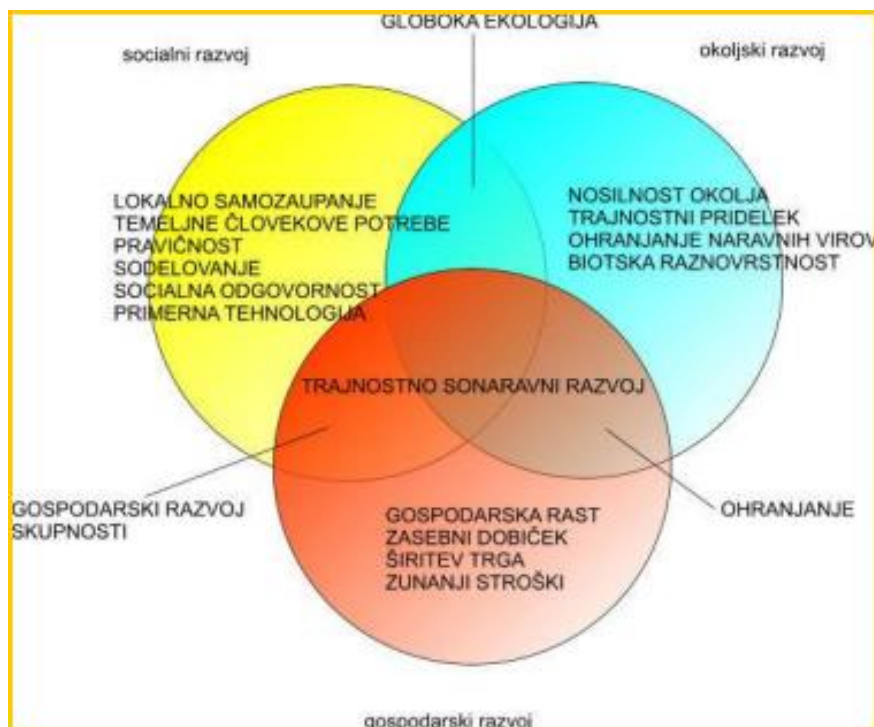 GLOBOKA EKOLOGIJA
socialni razvoj
okoljski razvoj
LOKALNO SAMOZAUPANJE
TEMELJNE ČLOVEKOVE POTREBE
PRAVIČNOST
SODELOVANJE
SOCIALNA ODGOVORNOST
PRIMERNA TEHNOLOGIJA
NOSILNOST OKOLJA
TRAJNOSTNI PRIDELEK
OHRANJANJE NARAVNIH VIROV
BIOTSKA RAZNOVRSTNOST
TRAJNOSTNO SONARAVNI RAZVOJ
GOSPODARSKI RAZVOJ
SKUPNOSTI
OHRANJANJE
GOSPODARSKA RAST
ZASEBNI DOBIČEK
ŠIRITEV TRGA
ZUNANJI STROŠKI
gospodarski razvoj